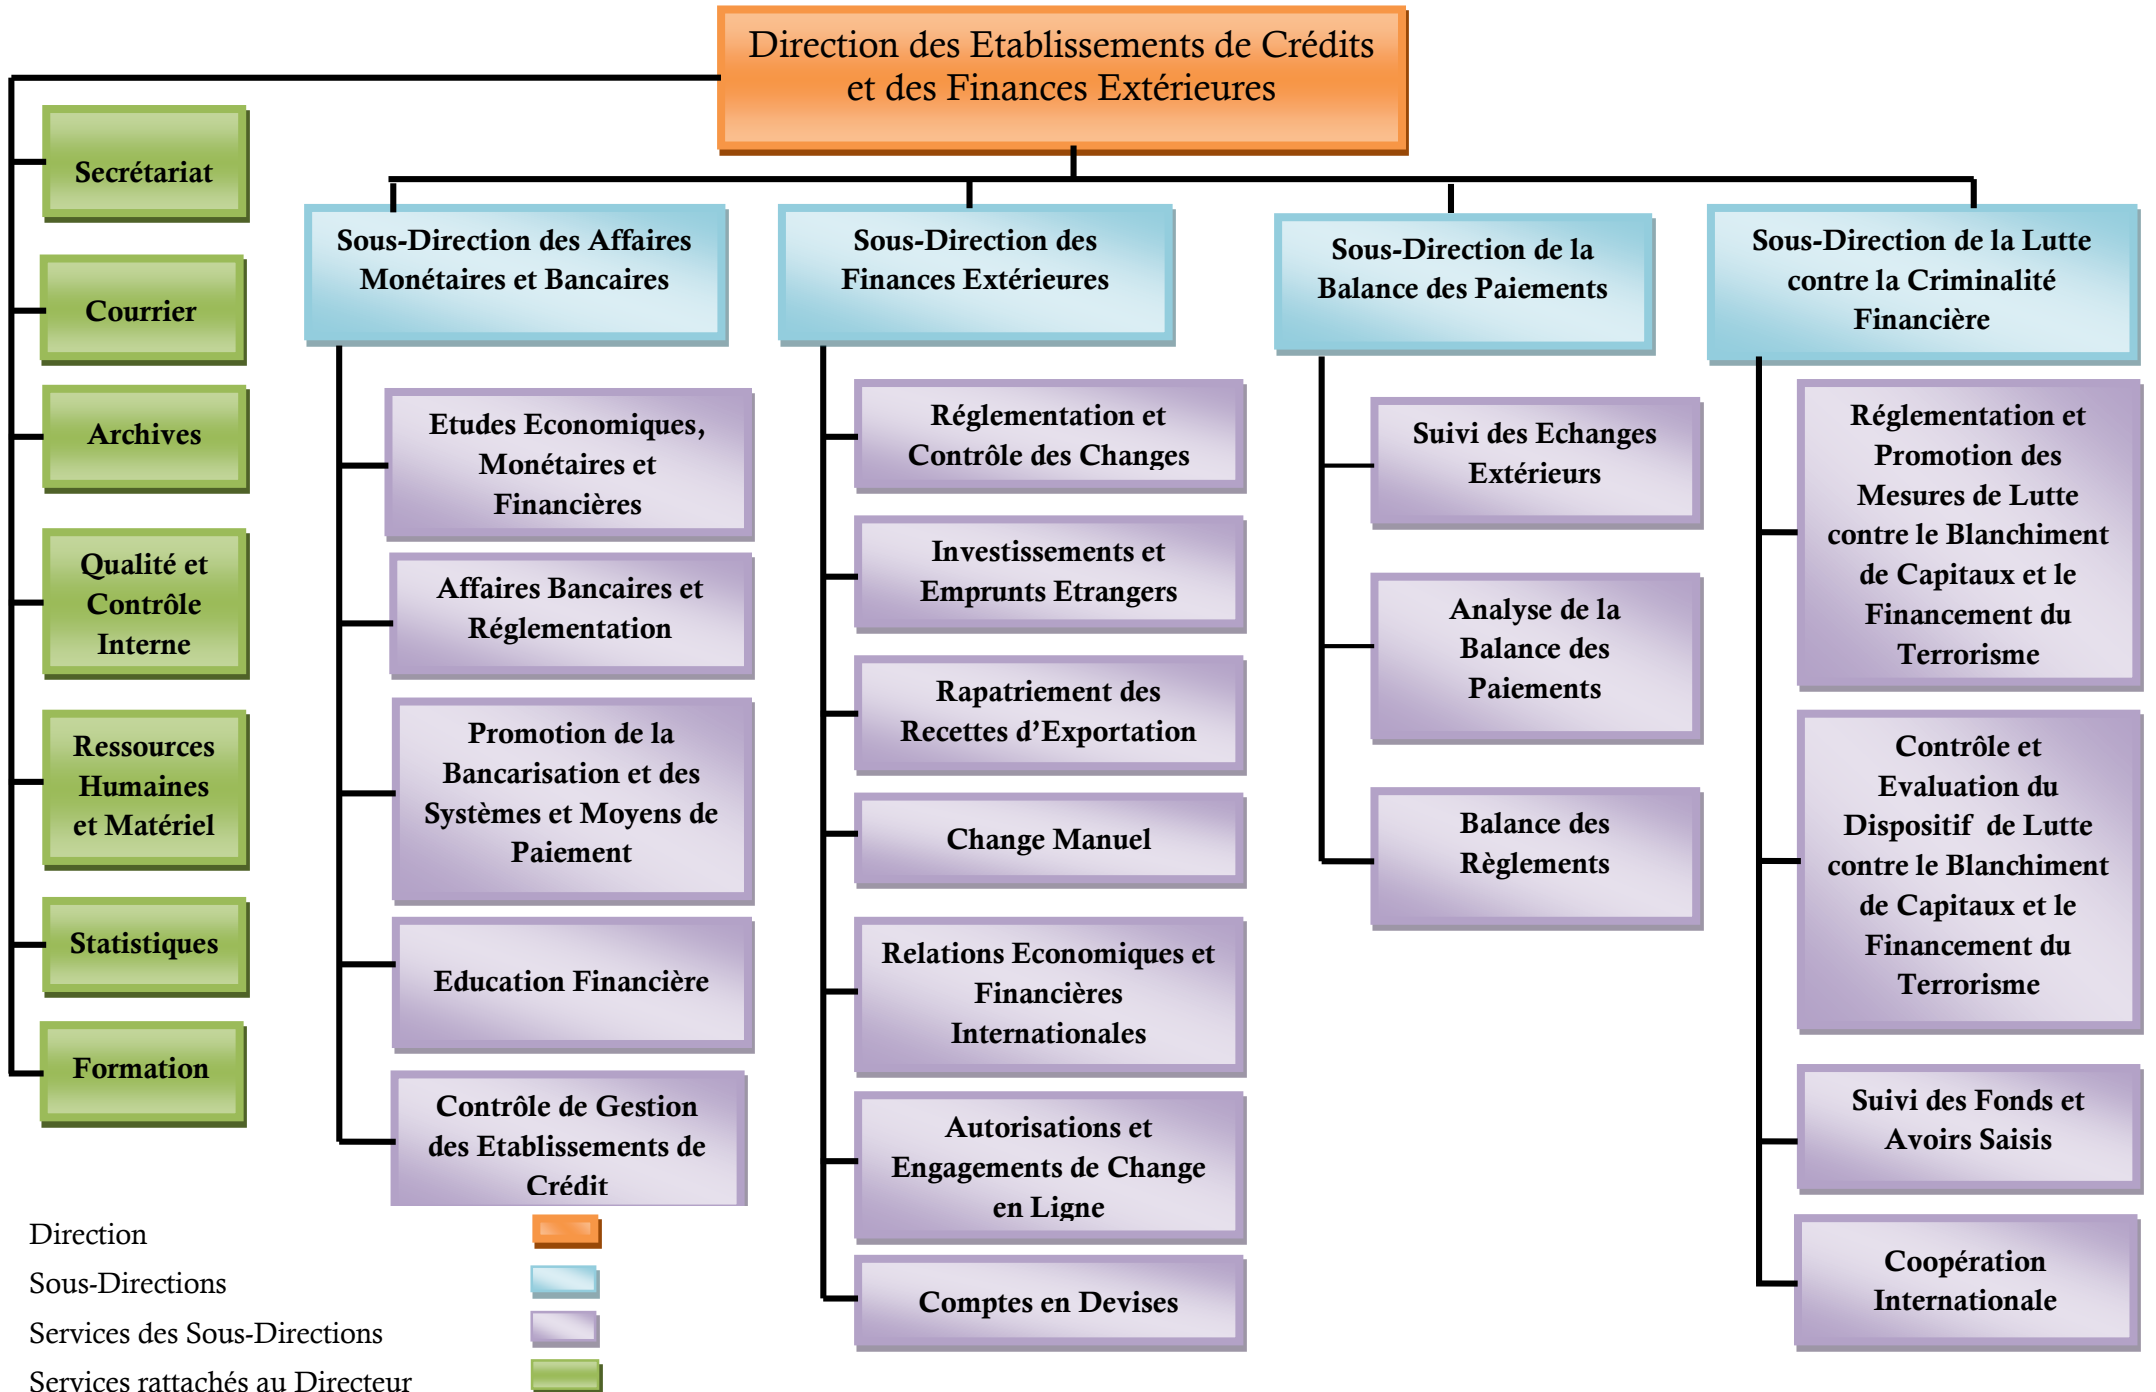 Direction des Etablissements de Crédits
et des Finances Extérieures
Secrétariat
Courrier
Archives
Qualité et
Contrôle
Interne
Ressources
Humaines
et Matériel
Statistiques
Formation
Sous-Direction des Affaires
Monétaires et Bancaires
Etudes Economiques,
Monétaires et
Financières
Affaires Bancaires et
Réglementation
Promotion de la
Bancarisation et des
Systèmes et Moyens de
Paiement
Education Financière
Contrôle de Gestion
des Etablissements de
Crédit
Sous-Direction des
Finances Extérieures
Réglementation et
Contrôle des Changes
Investissements et
Emprunts Etrangers
Rapatriement des
Recettes d’Exportation
Change Manuel
Relations Economiques et
Financières
Internationales
Autorisations et
Engagements de Change
en Ligne
Comptes en Devises
Sous-Direction de la
Balance des Paiements
Suivi des Echanges
Extérieurs
Analyse de la
Balance des
Paiements
Balance des
Règlements
Sous-Direction de la Lutte
contre la Criminalité
Financière
Réglementation et
Promotion des
Mesures de Lutte
contre le Blanchiment
de Capitaux et le
Financement du
Terrorisme
Contrôle et
Evaluation du
Dispositif de Lutte
contre le Blanchiment
de Capitaux et le
Financement du
Terrorisme
Suivi des Fonds et
Avoirs Saisis
Coopération
Internationale
Direction
Sous-Directions
Services des Sous-Directions
Services rattachés au Directeur